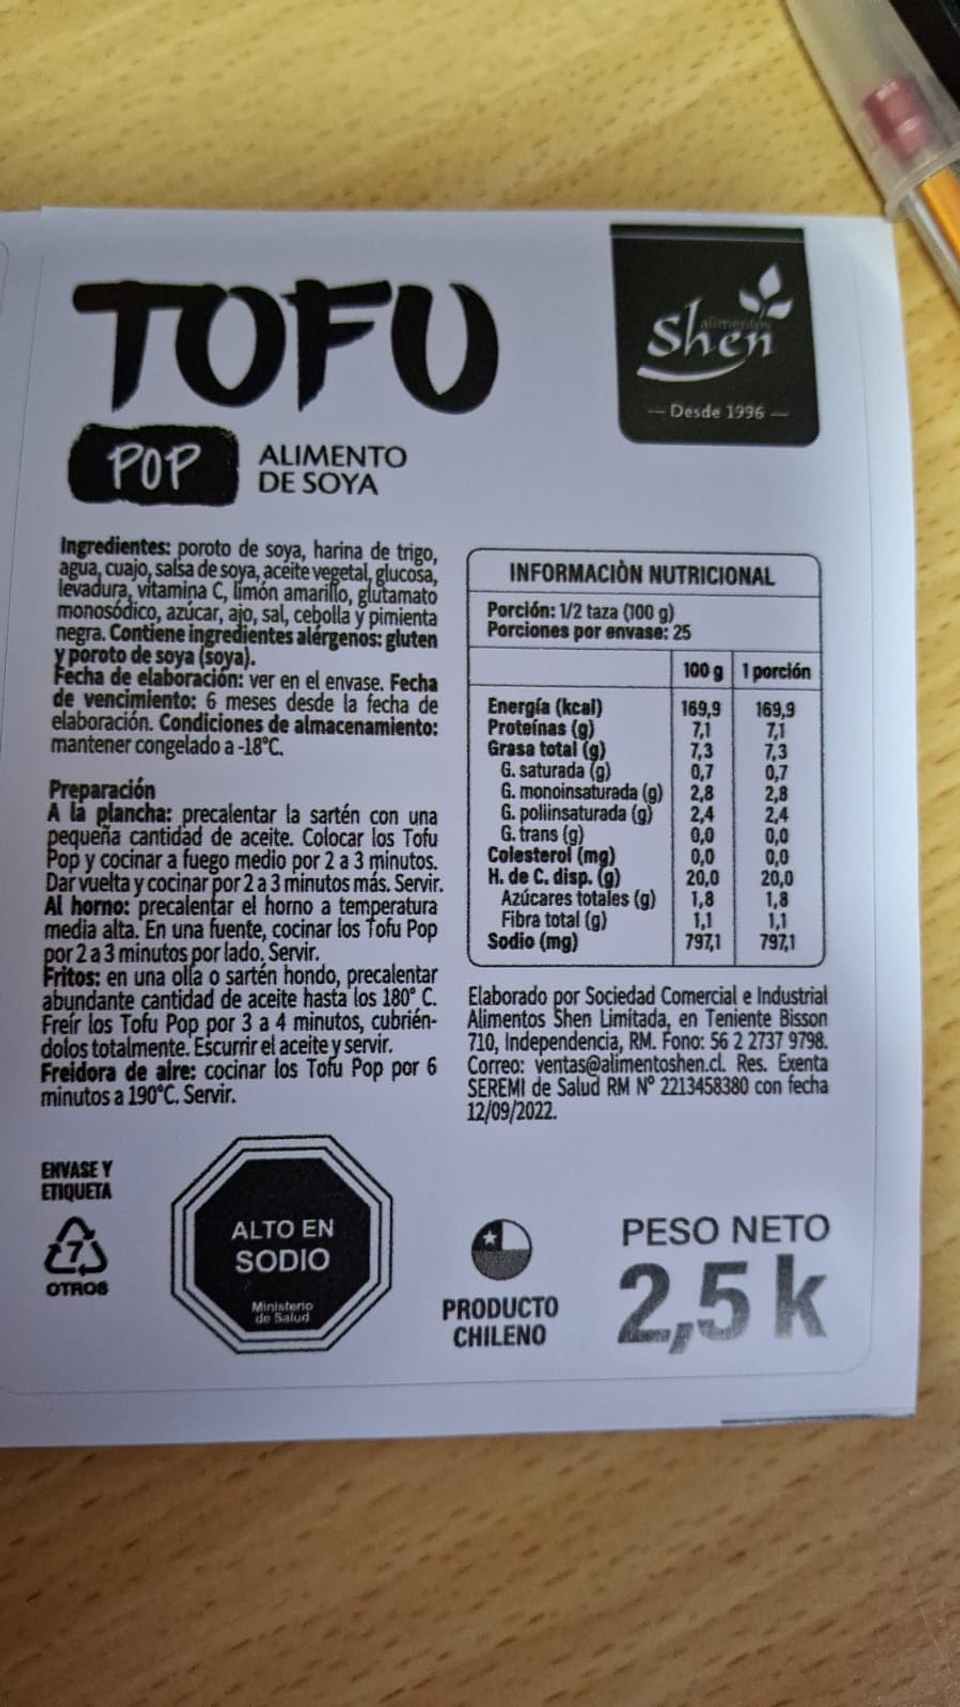 TOFU
POP
ALIMENTO
DE SOYA
alimentos
Shen
— Desde 1996 —
Ingredientes: poroto de soya, harina de trigo,
agua, cuajo, salsa de soya, aceite vegetal, glucosa,
levadura, vitamina C, limón amarillo, glutamato
monosódico, azúcar, ajo, sal, cebolla y pimienta
negra. Contiene ingredientes alérgenos: gluten
y poroto de soya (soya).
Fecha de elaboración: ver en el envase. Fecha
de vencimiento: 6 meses desde la fecha de
elaboración. Condiciones de almacenamiento:
mantener congelado a -18°C.
Preparación
A la plancha: precalentar la sartén con una
pequeña cantidad de aceite. Colocar los Tofu
Pop y cocinar a fuego medio por 2 a 3 minutos.
Dar vuelta y cocinar por 2 a 3 minutos más. Servir.
Al horno: precalentar el horno a temperatura
media alta. En una fuente, cocinar los Tofu Pop
por 2 a 3 minutos por lado. Servir.
Fritos: en una olla o sartén hondo, precalentar
abundante cantidad de aceite hasta los 180° C.
Freír los Tofu Pop por 3 a 4 minutos, cubrién-
dolos totalmente. Escurrir el aceite y servir.
Freidora de aire: cocinar los Tofu Pop por 6
minutos a 190°C. Servir.
INFORMACIÒN NUTRICIONAL
Porción: 1/2 taza (100 g)
Porciones por envase: 25
100 g 1 porción
Energía (kcal) 169,9 169,9
Proteínas (g) 7,1 7,1
Grasa total (g) 7,3 7,3
G. saturada (g) 0,7 0,7
G. monoinsaturada (g) 2,8 2,8
G. poliinsaturada (g) 2,4 2,4
G. trans (g) 0,0 0,0
Colesterol (mg) 0,0 0,0
H. de C. disp. (g) 20,0 20,0
Azúcares totales (g) 1,8 1,8
Fibra total (g) 1,1 1,1
Sodio (mg) 797,1 797,1
Elaborado por Sociedad Comercial e Industrial
Alimentos Shen Limitada, en Teniente Bisson
710, Independencia, RM. Fono: 56 2 2737 9798.
Correo: ventas@alimentoshen.cl. Res. Exenta
SEREMI de Salud RM N° 2213458380 con fecha
12/09/2022.
ENVASE Y
ETIQUETA
7
OTROS
ALTO EN
SODIO
Ministerio
de Salud
PRODUCTO
CHILENO
PESO NETO
2,5 k